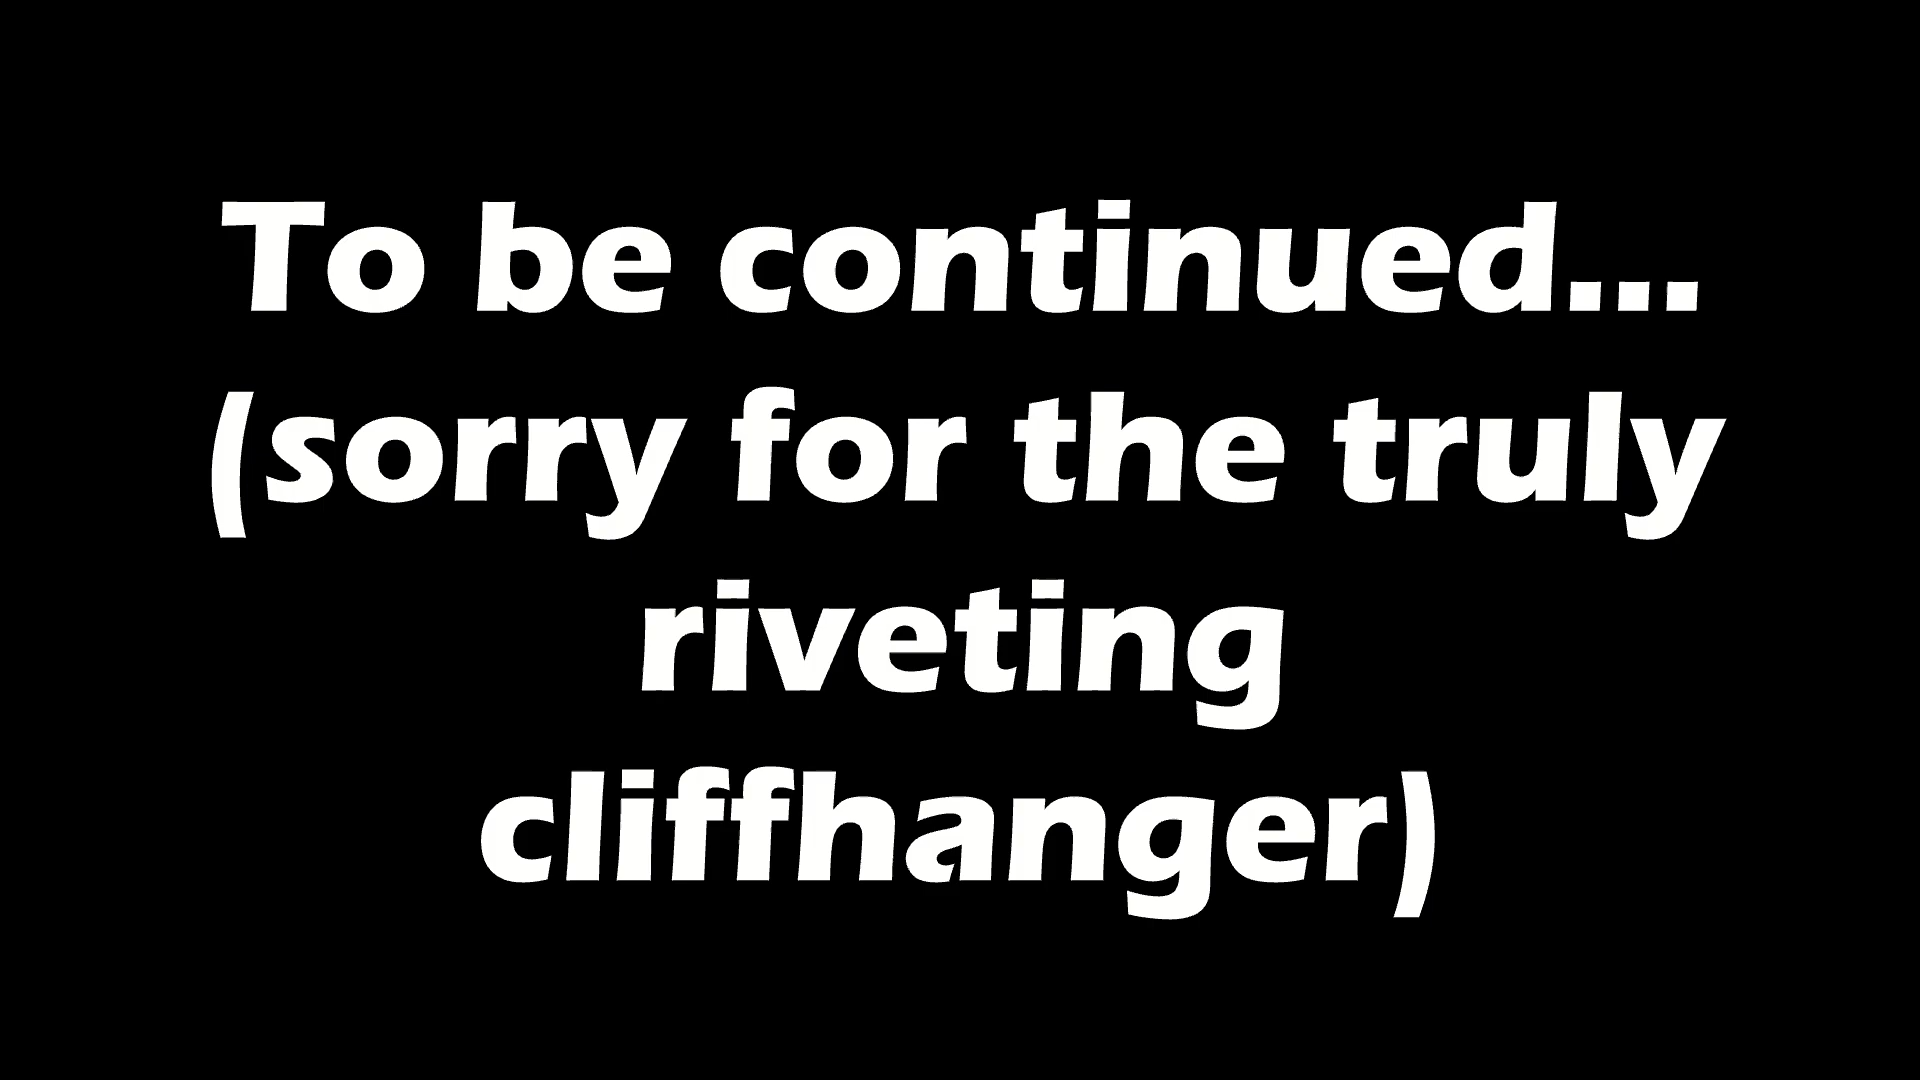 To be continued...
(sorry for the truly
riveting
cliffhanger)